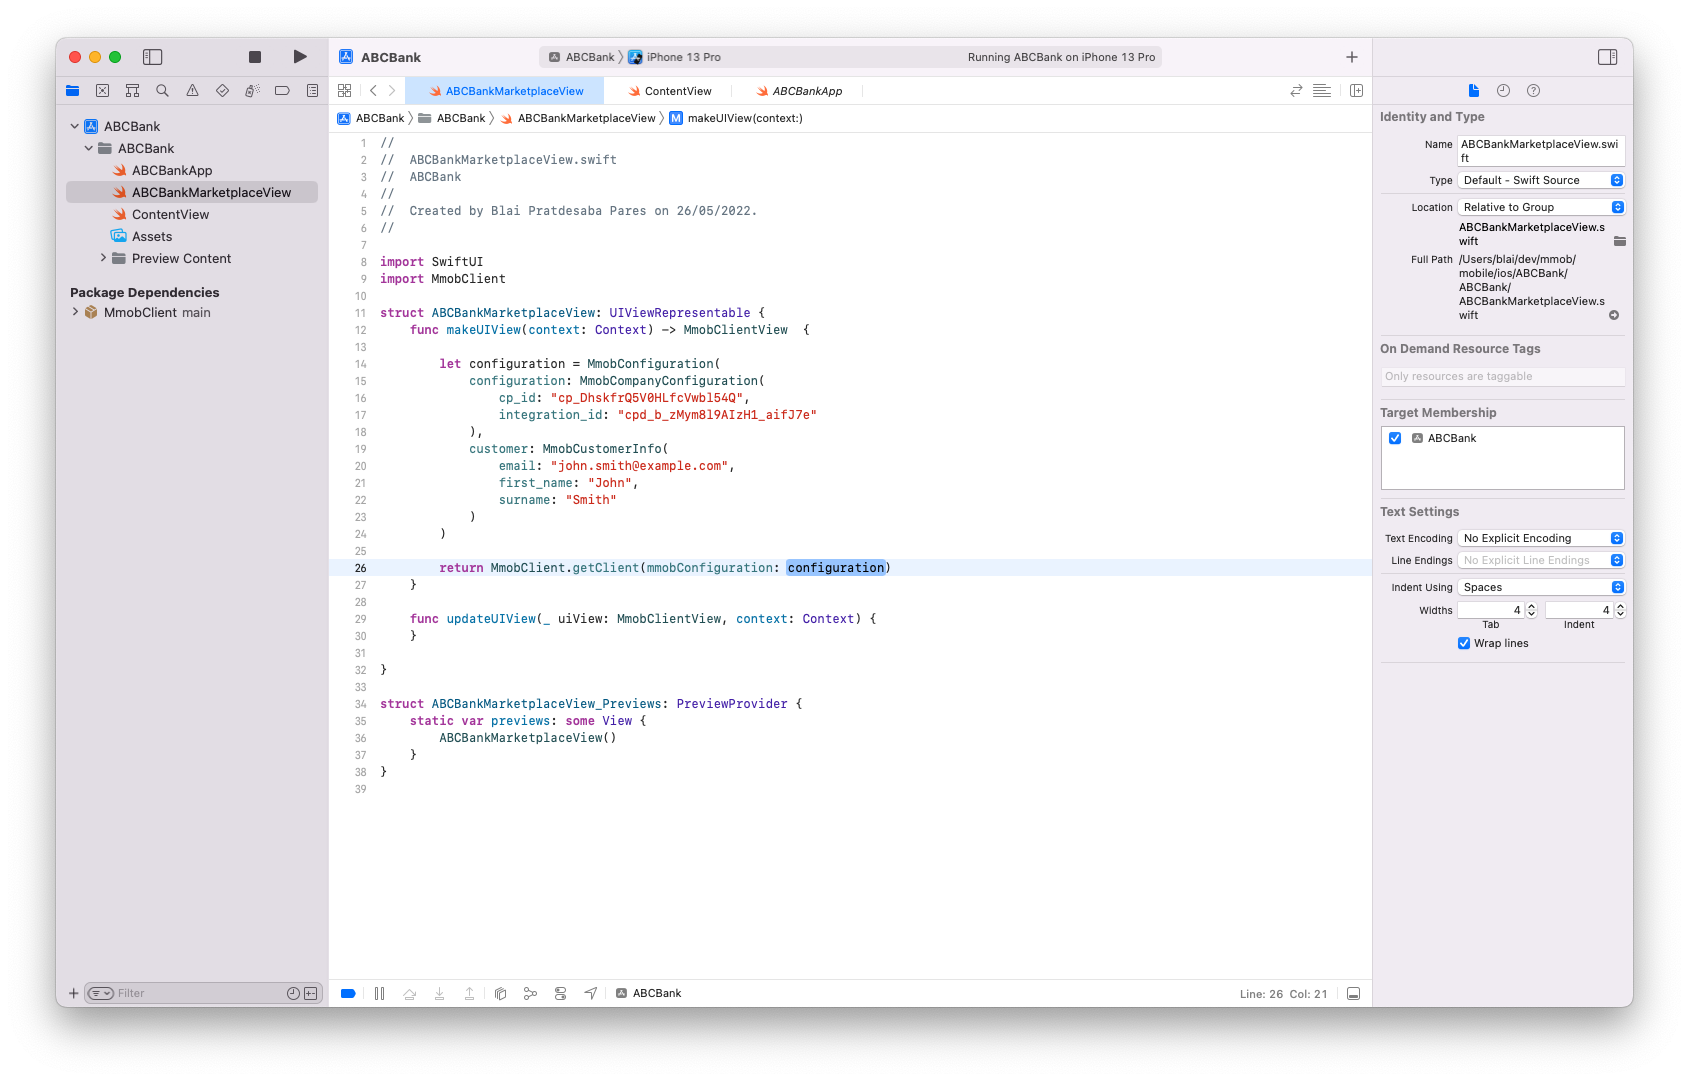 ABCBank
ABCBank
iPhone 13 Pro
Running ABCBank on iPhone 13 Pro
ABCBankMarketplaceView
ContentView
ABCBankApp
ABCBank
ABCBank
ABCBankMarketplaceView
M makeUIView(context:)
ABCBank
ABCBank
ABCBankApp
ABCBankMarketplaceView
ContentView
Assets
Preview Content
Package Dependencies
MmobClient main
Filter
1 //
2 //  ABCBankMarketplaceView.swift
3 //  ABCBank
4 //
5 //  Created by Blai Pratdesaba Pares on 26/05/2022.
6 //
7
8 import SwiftUI
9 import MmobClient
10
11 struct ABCBankMarketplaceView: UIViewRepresentable {
12     func makeUIView(context: Context) -> MmobClientView  {
13
14         let configuration = MmobConfiguration(
15             configuration: MmobCompanyConfiguration(
16                 cp_id: "cp_DhskfrQ5V0HLfcVwbl54Q",
17                 integration_id: "cpd_b_zMym8l9AIzH1_aifJ7e"
18             ),
19             customer: MmobCustomerInfo(
20                 email: "john.smith@example.com",
21                 first_name: "John",
22                 surname: "Smith"
23             )
24         )
25
26         return MmobClient.getClient(mmobConfiguration: configuration)
27     }
28
29     func updateUIView(_ uiView: MmobClientView, context: Context) {
30     }
31
32 }
33
34 struct ABCBankMarketplaceView_Previews: PreviewProvider {
35     static var previews: some View {
36         ABCBankMarketplaceView()
37     }
38 }
39
ABCBank
Line: 26 Col: 21
Identity and Type
Name ABCBankMarketplaceView.swi
ft
Type Default - Swift Source
Location Relative to Group
ABCBankMarketplaceView.s
wift
Full Path /Users/blai/dev/mmob/
mobile/ios/ABCBank/
ABCBank/
ABCBankMarketplaceView.s
wift
On Demand Resource Tags
Only resources are taggable
Target Membership
ABCBank
Text Settings
Text Encoding No Explicit Encoding
Line Endings No Explicit Line Endings
Indent Using Spaces
Widths 4 4
Tab Indent
Wrap lines